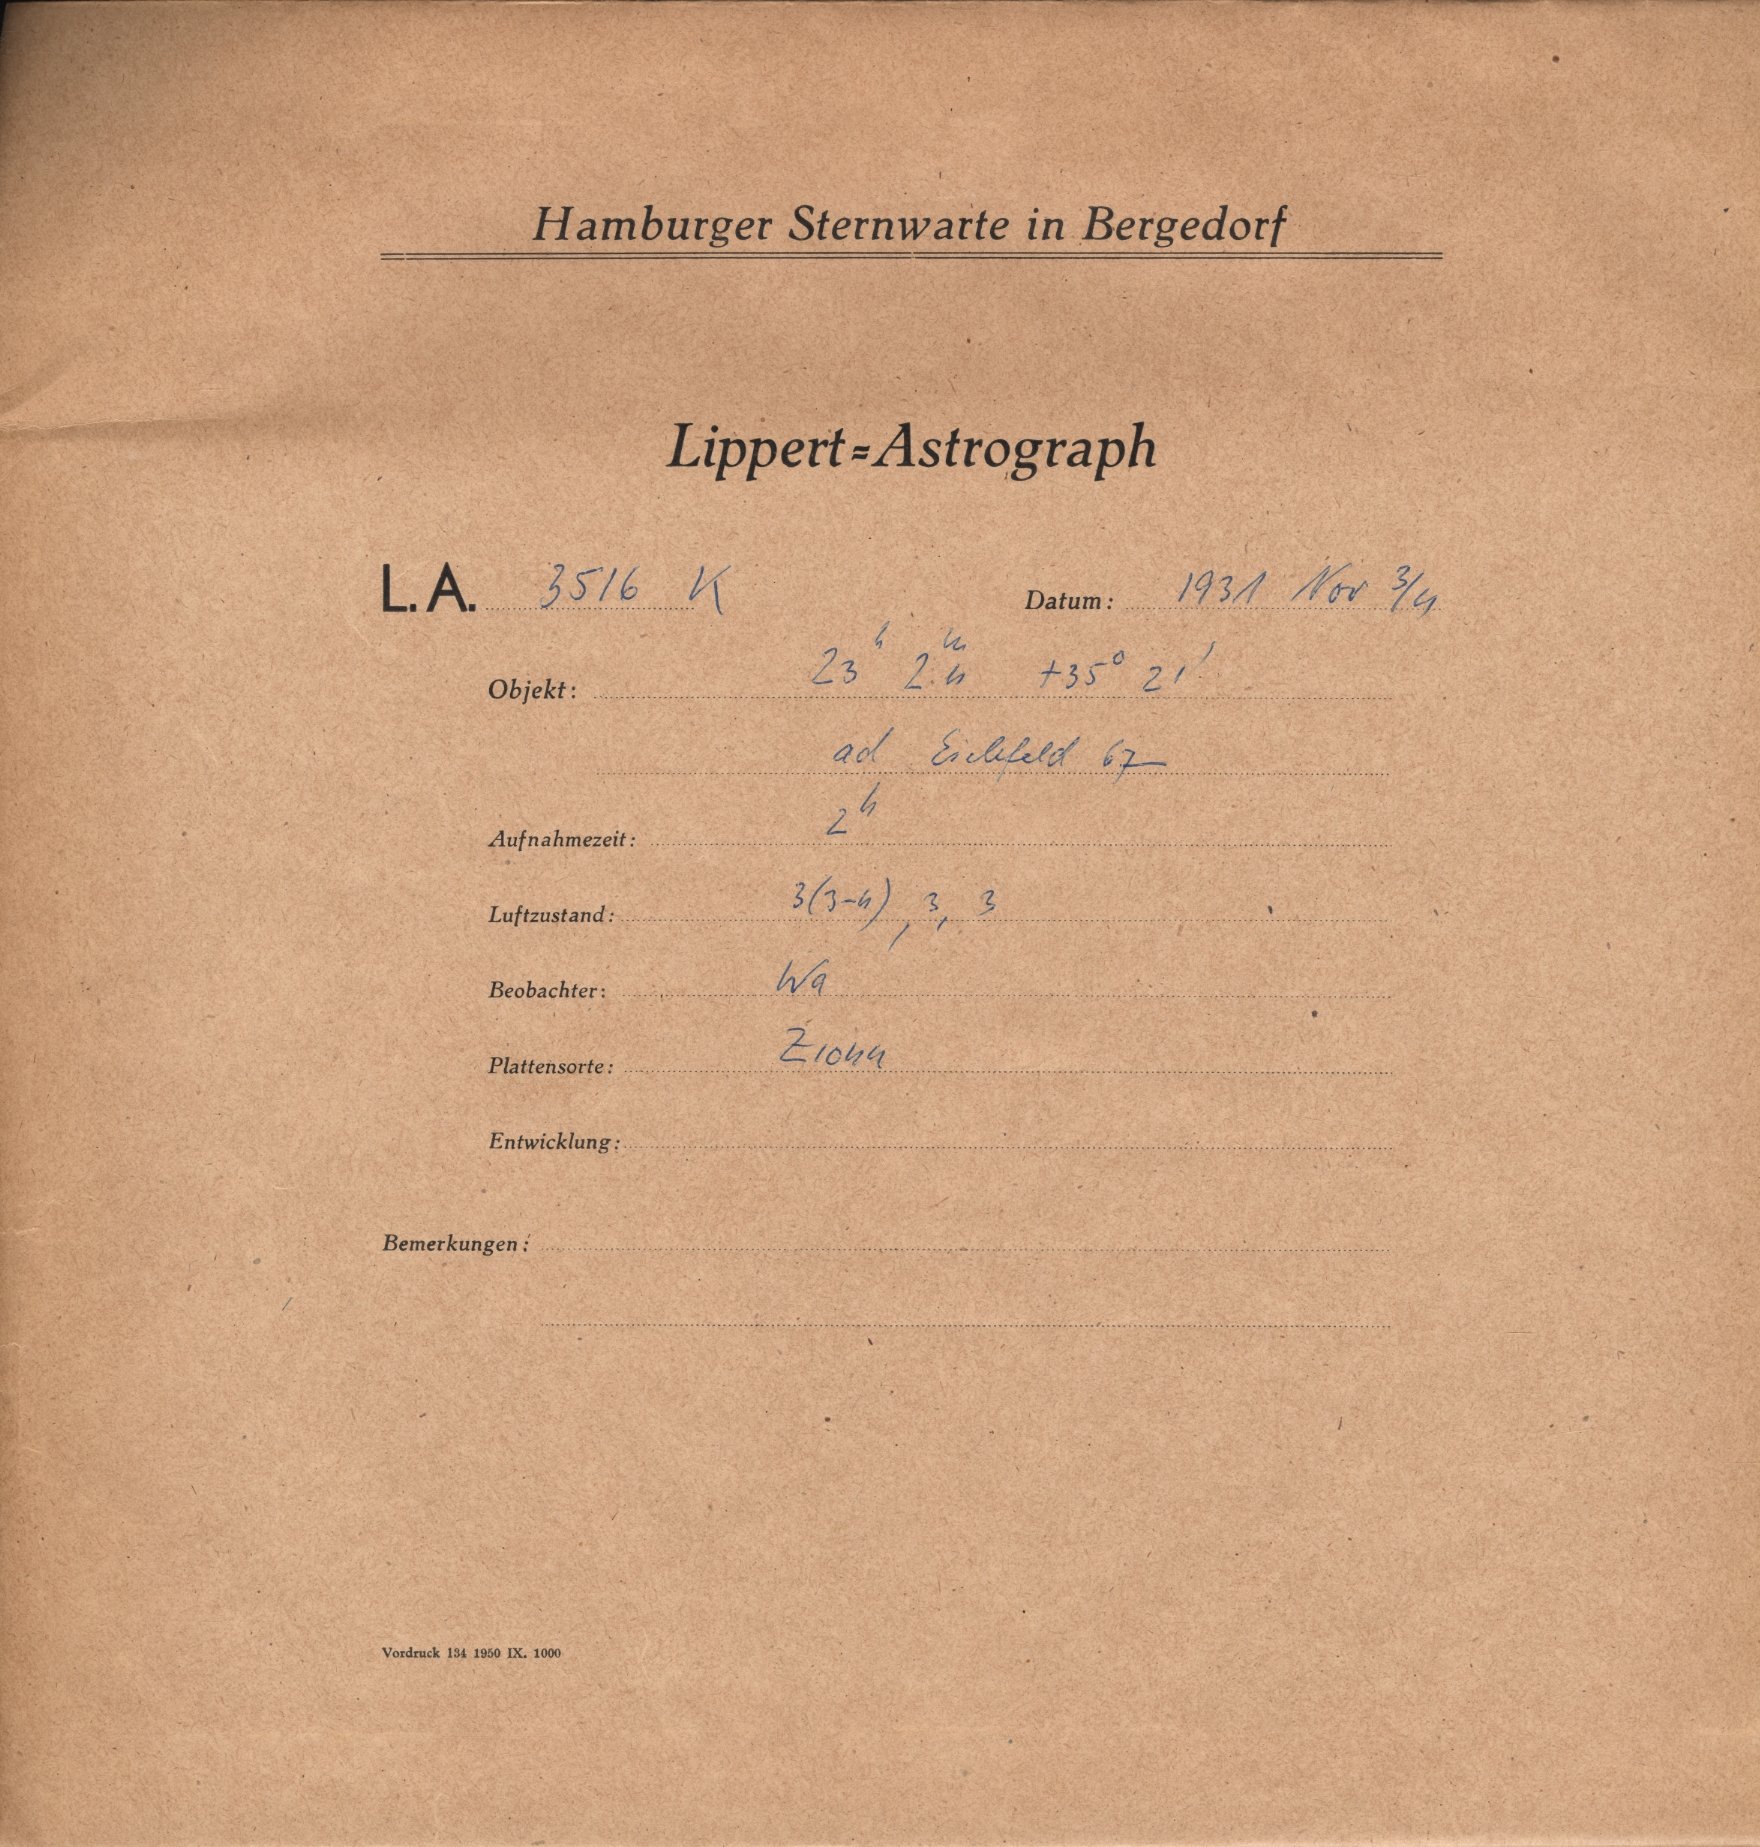 Hamburger Sternwarte in Bergedorf
Lippert=Astrograph
L.A. 3516 K Datum: 1931 Nov 3/4
Objekt: 23h 2.4m +35° 21'
ad Eichfeld 67
Aufnahmezeit: 2h
Luftzustand: 3(3-4), 3, 3
Beobachter: Wa
Plattensorte:
Entwicklung:
Bemerkungen:
Vordruck 134 1950 IX. 1000